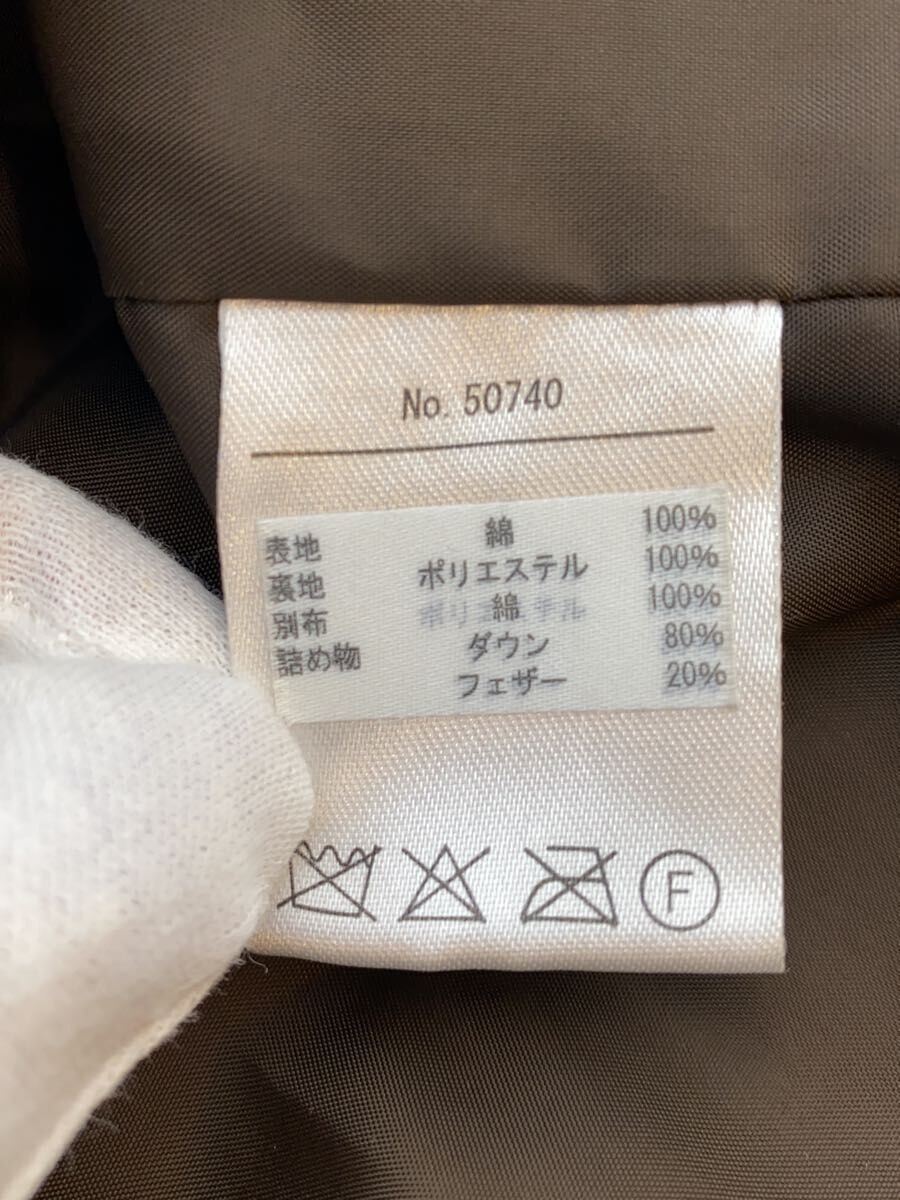 No. 50740
表地 綿 100%
裏地 ポリエステル 100%
別布 綿 100%
詰め物 ダウン 80%
フェザー 20%
F